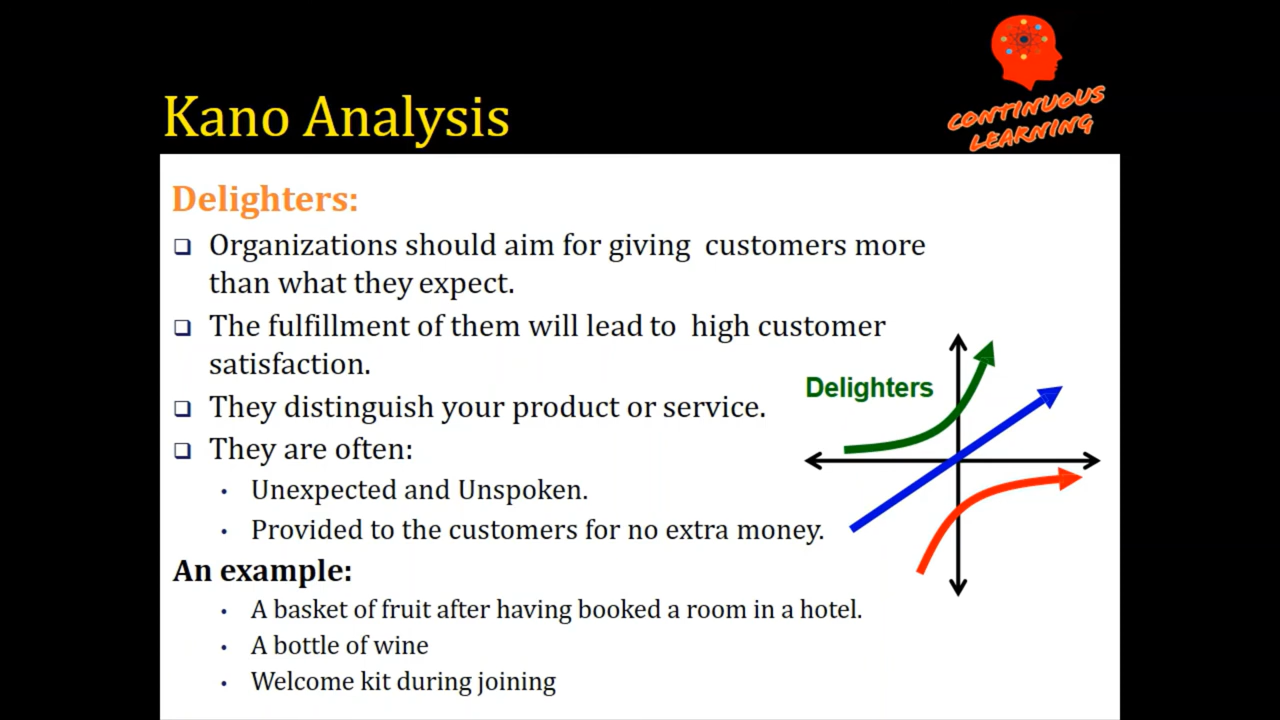 CONTINUOUS
LEARNING
Kano Analysis
Delighters:
❑ Organizations should aim for giving  customers more
than what they expect.
❑ The fulfillment of them will lead to  high customer
satisfaction.
❑ They distinguish your product or service.
❑ They are often:
• Unexpected and Unspoken.
• Provided to the customers for no extra money.
An example:
• A basket of fruit after having booked a room in a hotel.
• A bottle of wine
• Welcome kit during joining
Delighters